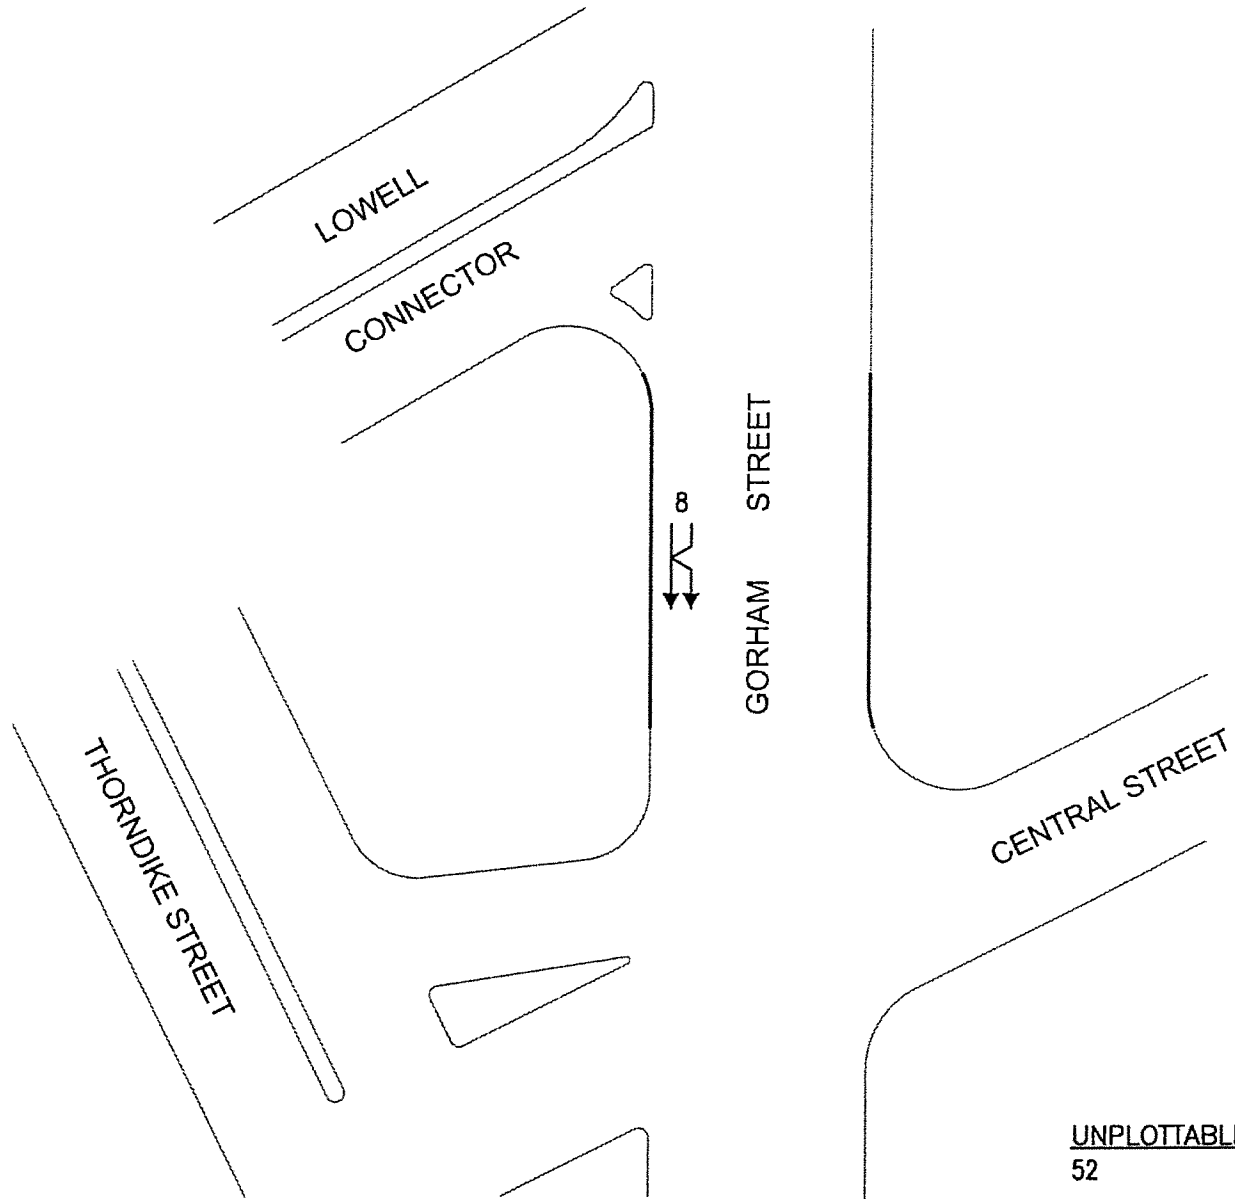 LOWELL
CONNECTOR
8
GORHAM STREET
THORNDIKE STREET
CENTRAL STREET
52